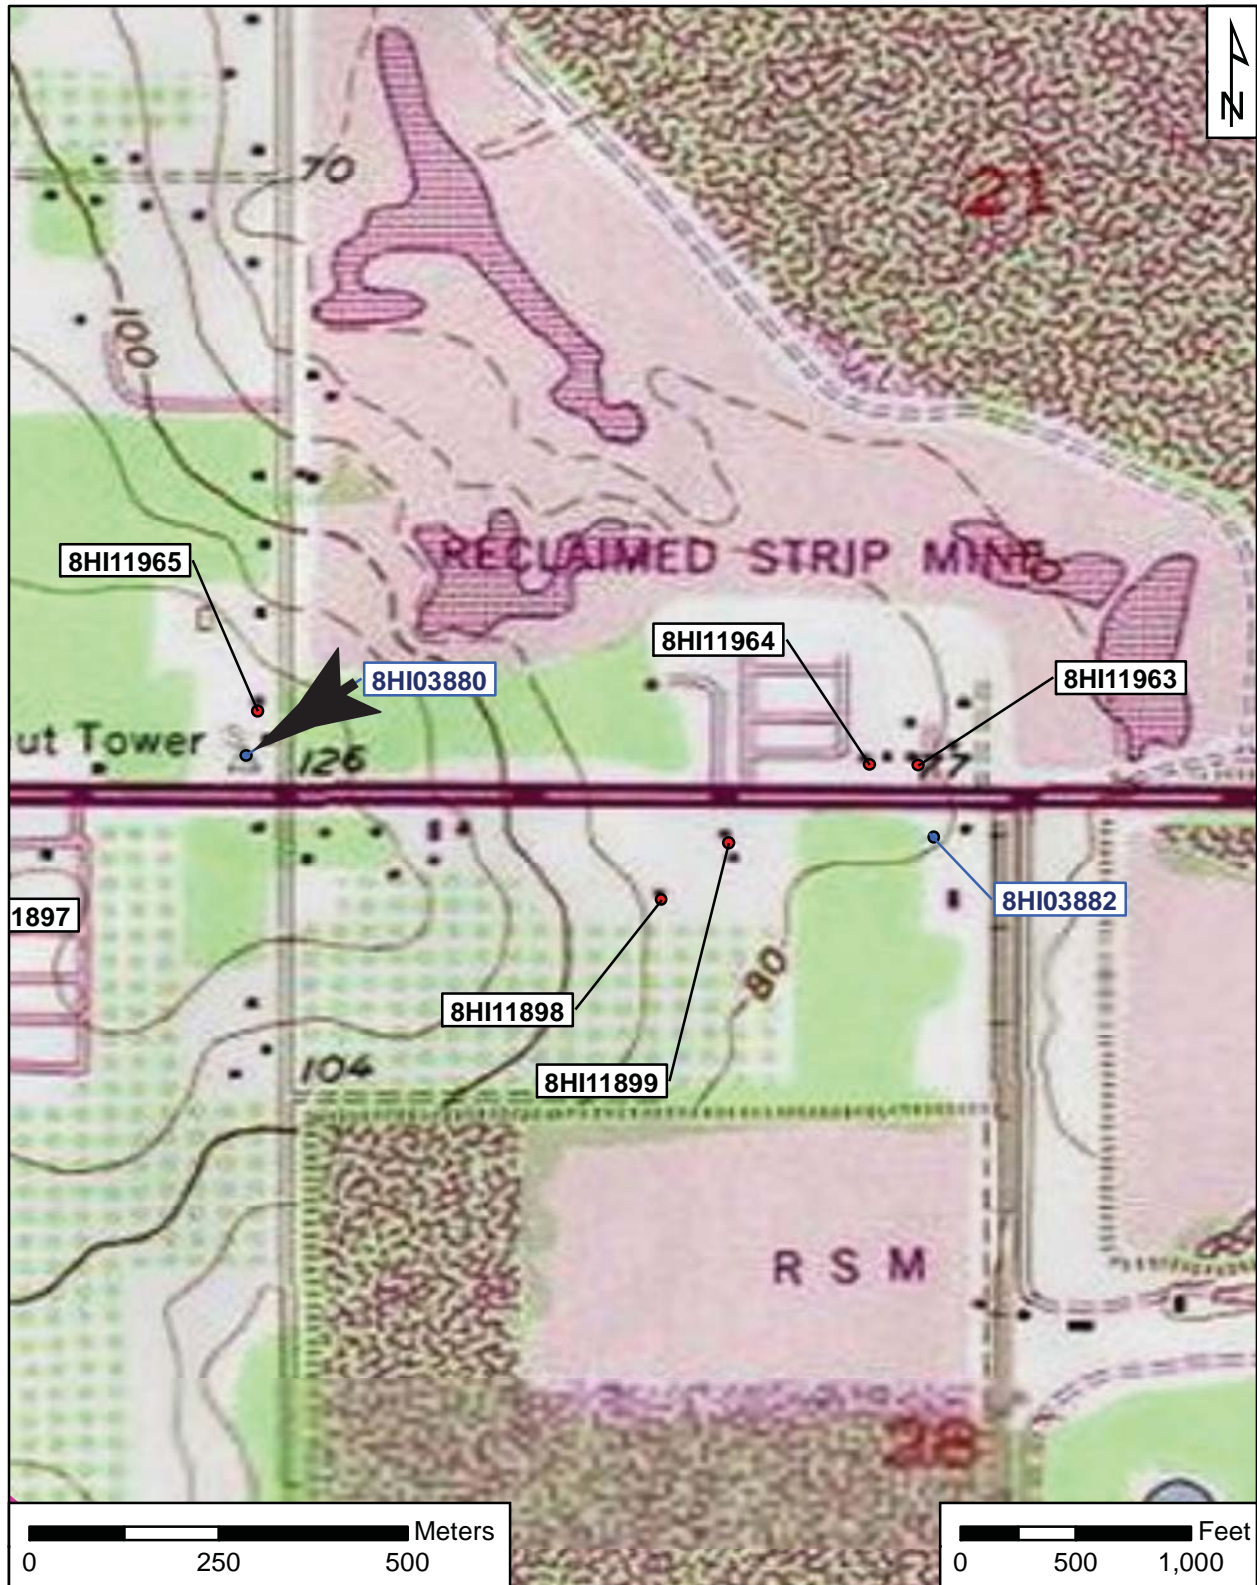 N
21
70
100
RECLAIMED STRIP MINE
8HI11965
8HI11964
8HI03880
8HI11963
ut Tower
126
77
1897
8HI03882
80
8HI11898
8HI11899
104
R S M
28
Meters
0 250 500
Feet
0 500 1,000